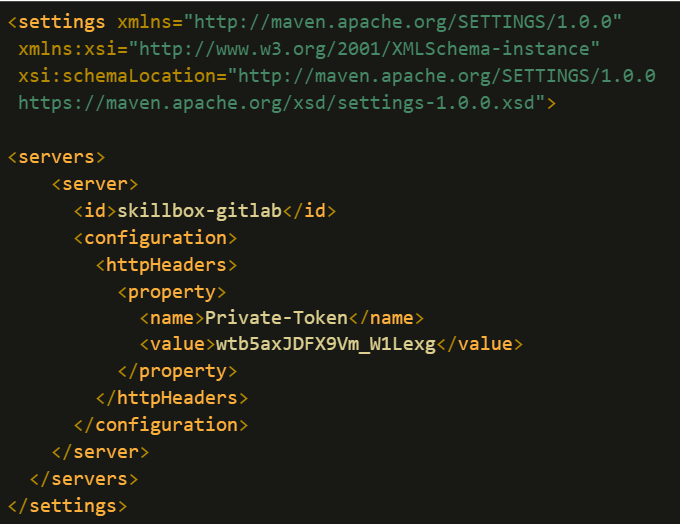 <settings xmlns="http://maven.apache.org/SETTINGS/1.0.0"
 xmlns:xsi="http://www.w3.org/2001/XMLSchema-instance"
 xsi:schemaLocation="http://maven.apache.org/SETTINGS/1.0.0
 https://maven.apache.org/xsd/settings-1.0.0.xsd">

<servers>
    <server>
      <id>skillbox-gitlab</id>
      <configuration>
        <httpHeaders>
          <property>
            <name>Private-Token</name>
            <value>wtb5axJDFX9Vm_W1Lexg</value>
          </property>
        </httpHeaders>
      </configuration>
    </server>
  </servers>
</settings>